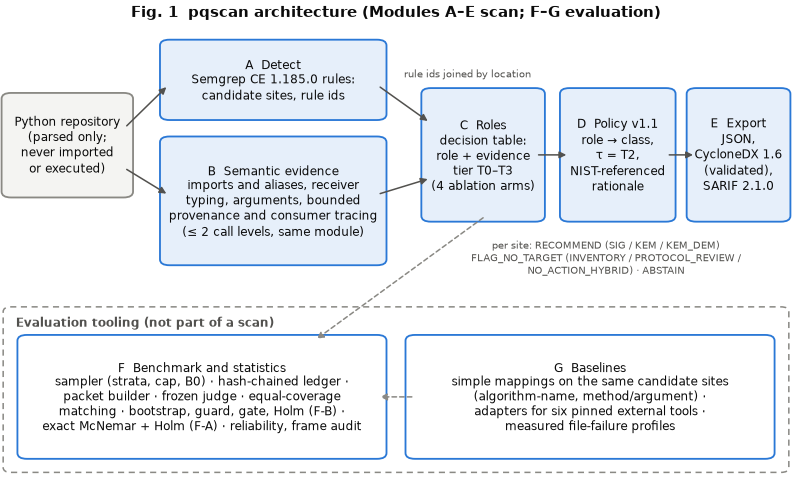 Fig. 1 pqscan architecture (Modules A–E scan; F–G evaluation)
Python repository
(parsed only;
never imported
or executed)
A Detect
Semgrep CE 1.185.0 rules:
candidate sites, rule ids
B Semantic evidence
imports and aliases, receiver
typing, arguments, bounded
provenance and consumer tracing
(≤ 2 call levels, same module)
rule ids joined by location
C Roles
decision table:
role + evidence
tier T0–T3
(4 ablation arms)
D Policy v1.1
role → class,
τ = T2,
NIST-referenced
rationale
E Export
JSON,
CycloneDX 1.6
(validated),
SARIF 2.1.0
per site: RECOMMEND (SIG / KEM / KEM_DEM)
FLAG_NO_TARGET (INVENTORY / PROTOCOL_REVIEW /
NO_ACTION_HYBRID) · ABSTAIN
Evaluation tooling (not part of a scan)
F Benchmark and statistics
sampler (strata, cap, B0) · hash-chained ledger ·
packet builder · frozen judge · equal-coverage
matching · bootstrap, guard, gate, Holm (F-B) ·
exact McNemar + Holm (F-A) · reliability, frame audit
G Baselines
simple mappings on the same candidate sites
(algorithm-name, method/argument) ·
adapters for six pinned external tools ·
measured file-failure profiles